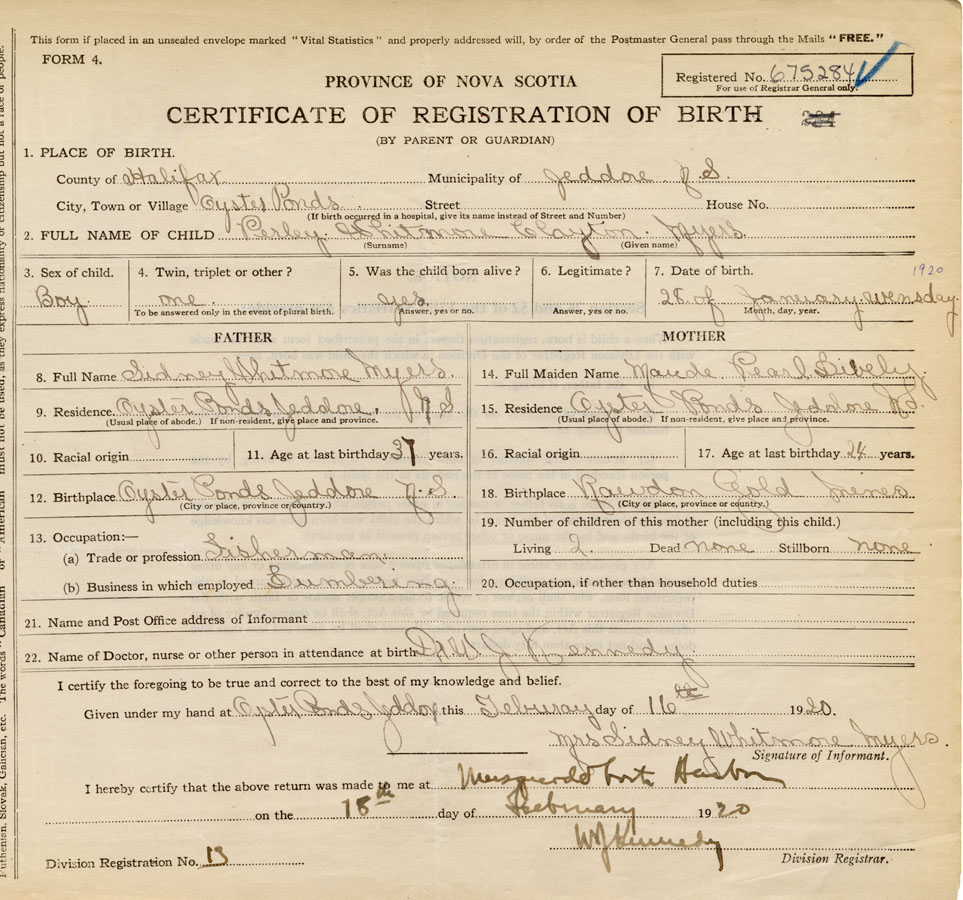 This form if placed in an unsealed envelope marked "Vital Statistics" and properly addressed will, by order of the Postmaster General pass through the Mails "FREE."
FORM 4.
Registered No. 675284
For use of Registrar General only.
PROVINCE OF NOVA SCOTIA
CERTIFICATE OF REGISTRATION OF BIRTH
(BY PARENT OR GUARDIAN)
1. PLACE OF BIRTH.
County of Halifax Municipality of Jeddore N.S.
City, Town or Village Oyster Ponds Street House No.
(If birth occurred in a hospital, give its name instead of Street and Number)
2. FULL NAME OF CHILD Perley Whitmore Clayton Myers
(Surname) (Given name)
3. Sex of child. Boy
4. Twin, triplet or other? one.
To be answered only in the event of plural birth.
5. Was the child born alive? yes
Answer, yes or no.
6. Legitimate?
Answer, yes or no.
7. Date of birth. 1920
28 of January wensday.
Month, day, year.
FATHER
8. Full Name Sidney Whitmore Myers.
9. Residence Oyster Ponds Jeddore, N S
(Usual place of abode.) If non-resident, give place and province.
10. Racial origin 11. Age at last birthday 37 years.
12. Birthplace Oyster Ponds Jeddore N.S.
(City or place, province or country.)
13. Occupation:—
(a) Trade or profession Fisherman.
(b) Business in which employed Lumbering.
MOTHER
14. Full Maiden Name Maude Pearl Sibely.
15. Residence Oyster Ponds Jeddore N.S.
(Usual place of abode.) If non-resident, give place and province.
16. Racial origin 17. Age at last birthday 24 years.
18. Birthplace Rawdon Gold Mines
(City or place, province or country.)
19. Number of children of this mother (including this child.)
Living 2 Dead none Stillborn none
20. Occupation, if other than household duties
21. Name and Post Office address of Informant
22. Name of Doctor, nurse or other person in attendance at birth Dr. W. J. Kennedy
I certify the foregoing to be true and correct to the best of my knowledge and belief.
Given under my hand at Oyster Ponds Jeddore this Feburay day of 16th 1920.
Mrs Sidney Whitmore Myers.
Signature of Informant.
I hereby certify that the above return was made to me at Musquodoboit Harbor
on the 18th day of February 1920
WJ Kennedy
Division Registration No. 13 Division Registrar.